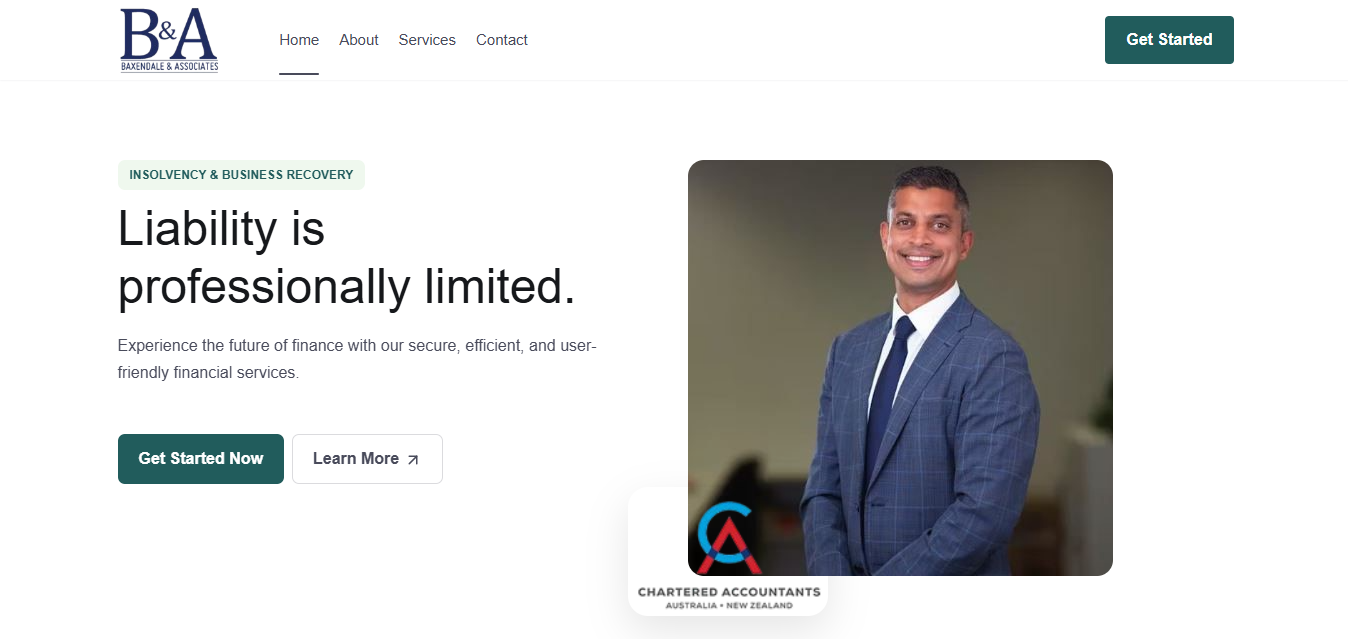 B&A
BAXENDALE & ASSOCIATES
Home
About
Services
Contact
Get Started
INSOLVENCY & BUSINESS RECOVERY
Liability is
professionally limited.
Experience the future of finance with our secure, efficient, and user-
friendly financial services.
Get Started Now
Learn More
CA
CHARTERED ACCOUNTANTS
AUSTRALIA • NEW ZEALAND